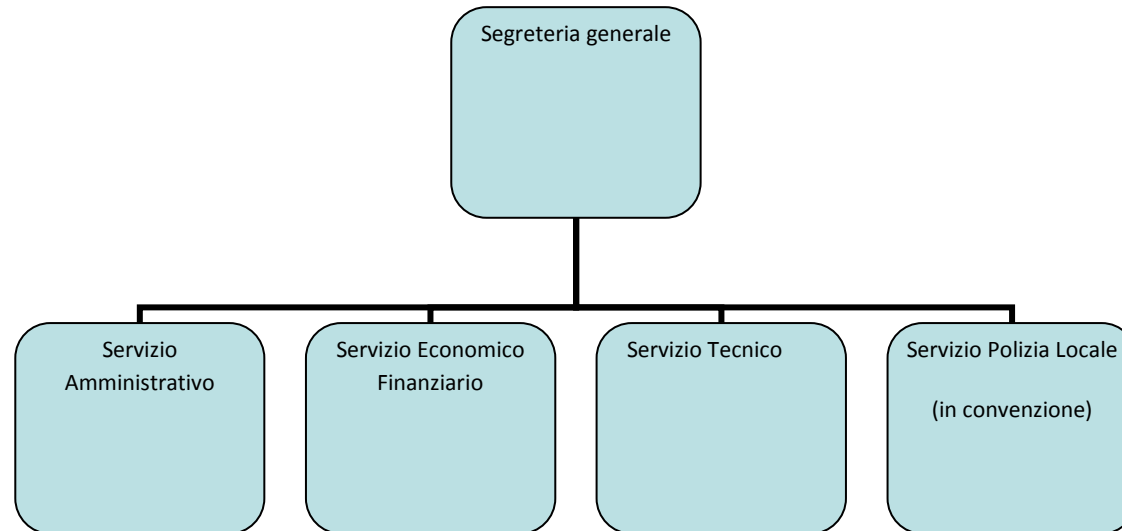 Segreteria generale
Servizio
Amministrativo
Servizio Economico
Finanziario
Servizio Tecnico
Servizio Polizia Locale
(in convenzione)